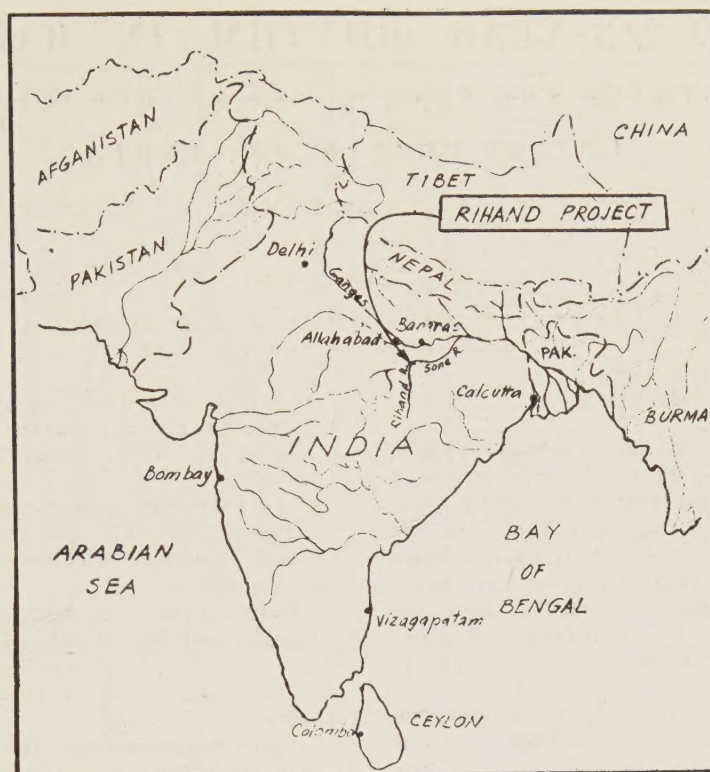 AFGANISTAN
CHINA
TIBET
RIHAND PROJECT
PAKISTAN
Delhi
NEPAL
Ganges
Allahabad
Banras
Sone R.
Rihand R.
PAK.
Calcutta
BURMA
INDIA
Bombay
ARABIAN
SEA
BAY
OF
BENGAL
Vizagapatam
CEYLON
Colombo